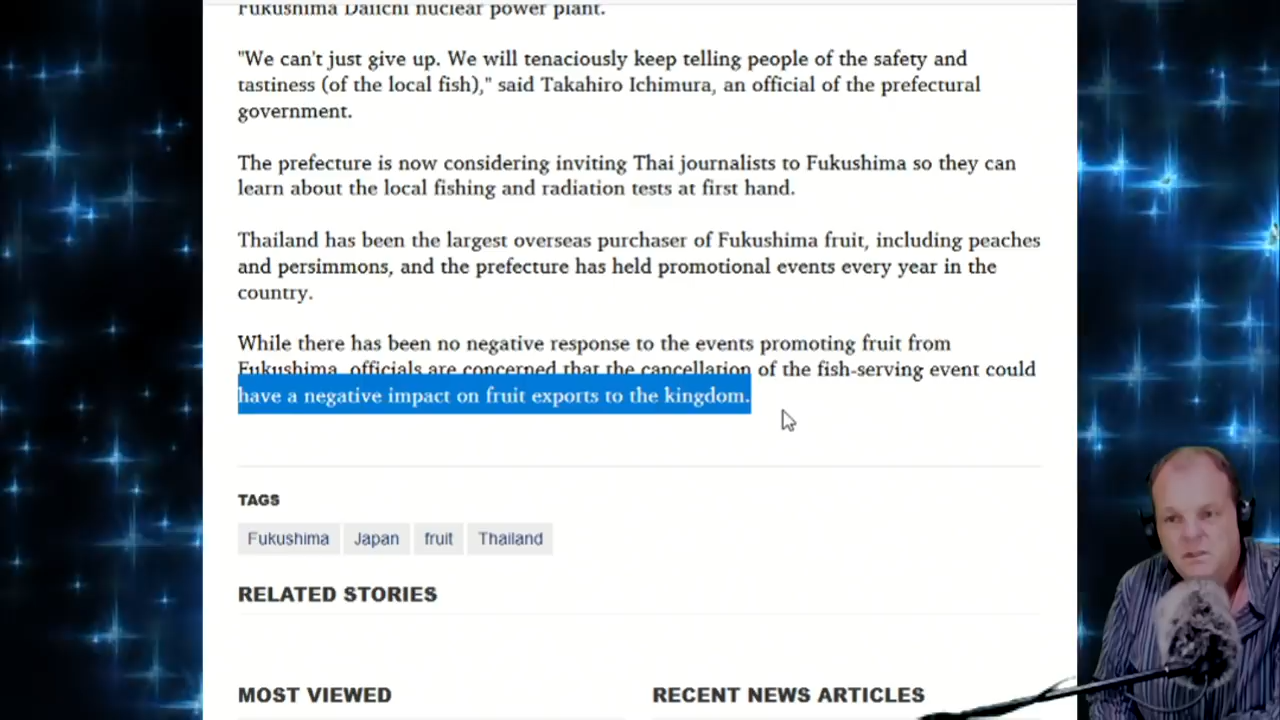 Fukushima Daiichi nuclear power plant.
"We can't just give up. We will tenaciously keep telling people of the safety and
tastiness (of the local fish)," said Takahiro Ichimura, an official of the prefectural
government.
The prefecture is now considering inviting Thai journalists to Fukushima so they can
learn about the local fishing and radiation tests at first hand.
Thailand has been the largest overseas purchaser of Fukushima fruit, including peaches
and persimmons, and the prefecture has held promotional events every year in the
country.
While there has been no negative response to the events promoting fruit from
Fukushima, officials are concerned that the cancellation of the fish-serving event could
have a negative impact on fruit exports to the kingdom.
TAGS
Fukushima Japan fruit Thailand
RELATED STORIES
MOST VIEWED
RECENT NEWS ARTICLES